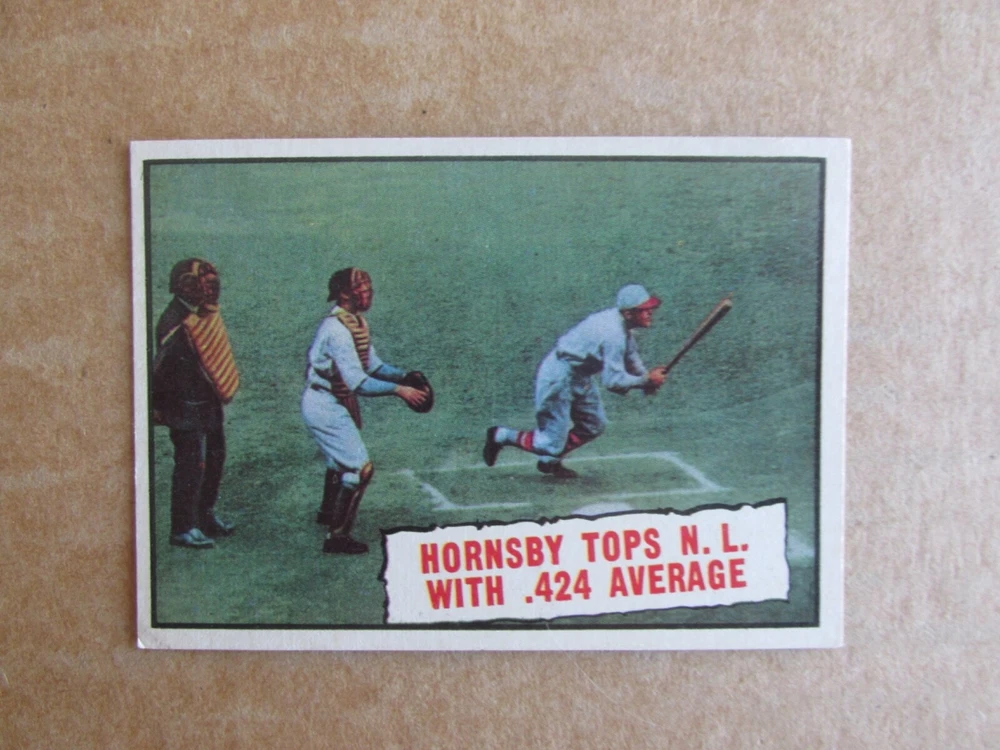 HORNSBY TOPS N. L.
WITH .424 AVERAGE